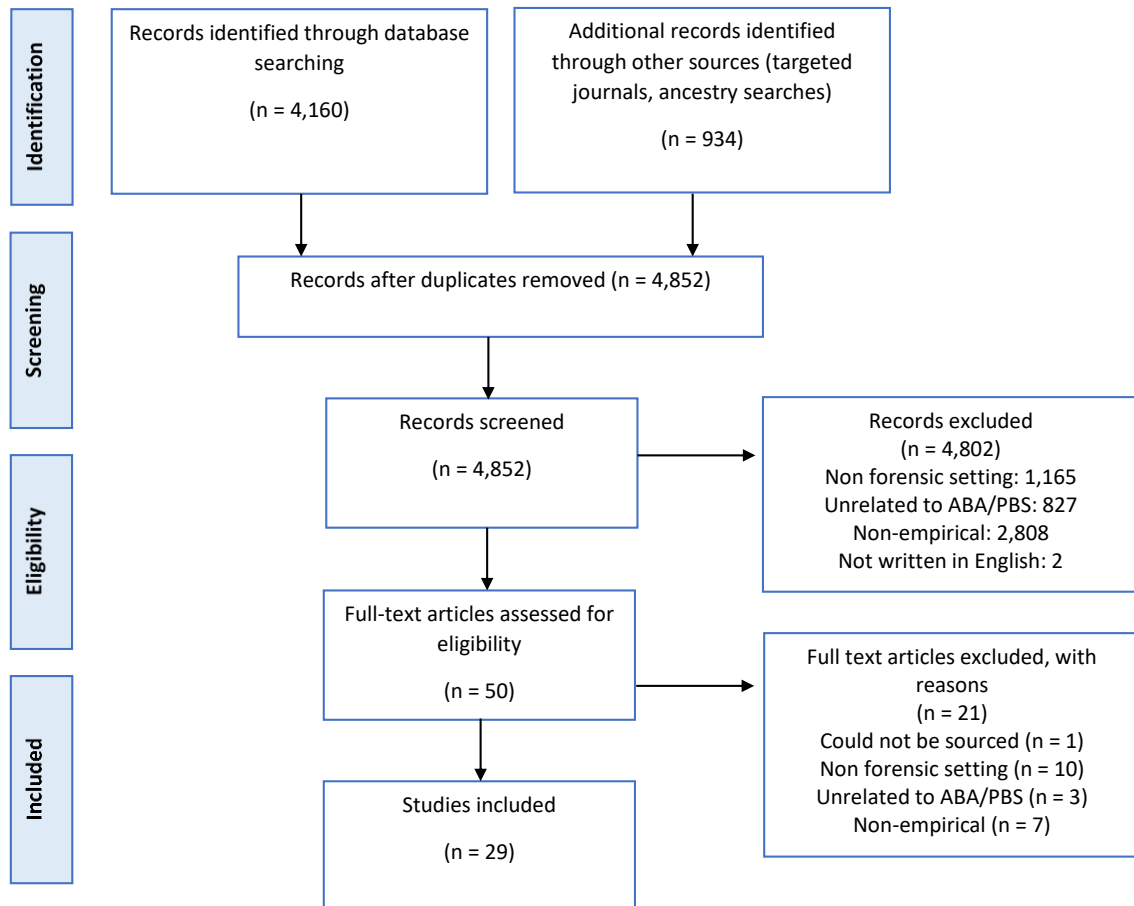 Identification
Records identified through database
searching
(n = 4,160)
Additional records identified
through other sources (targeted
journals, ancestry searches)
(n = 934)
Screening
Records after duplicates removed (n = 4,852)
Records screened
(n = 4,852)
Records excluded
(n = 4,802)
Non forensic setting: 1,165
Unrelated to ABA/PBS: 827
Non-empirical: 2,808
Not written in English: 2
Eligibility
Full-text articles assessed for
eligibility
(n = 50)
Full text articles excluded, with
reasons
(n = 21)
Could not be sourced (n = 1)
Non forensic setting (n = 10)
Unrelated to ABA/PBS (n = 3)
Non-empirical (n = 7)
Included
Studies included
(n = 29)